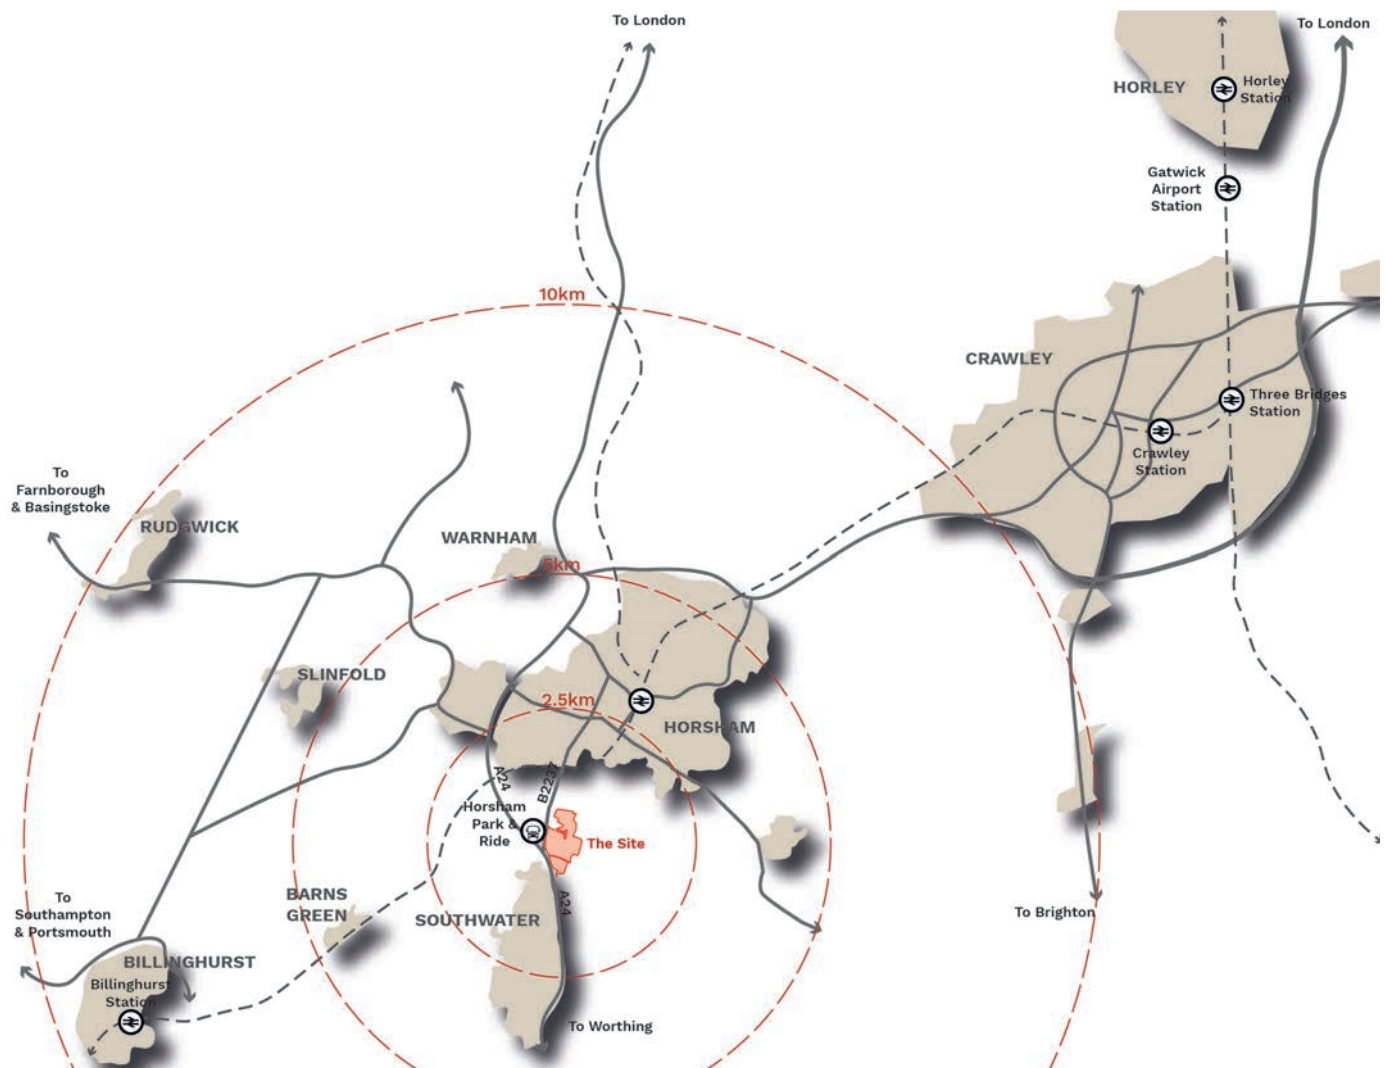 To London
To London
HORLEY
Horley
Station
Gatwick
Airport
Station
10km
CRAWLEY
Three Bridges
Station
Crawley
Station
To
Farnborough
& Basingstoke
RUDGWICK
WARNHAM
5km
SLINFOLD
2.5km
HORSHAM
A24
B2237
Horsham
Park &
Ride
The Site
BARNS
GREEN
SOUTHWATER
A24
To
Southampton
& Portsmouth
To Brighton
BILLINGHURST
Billinghurst
Station
To Worthing